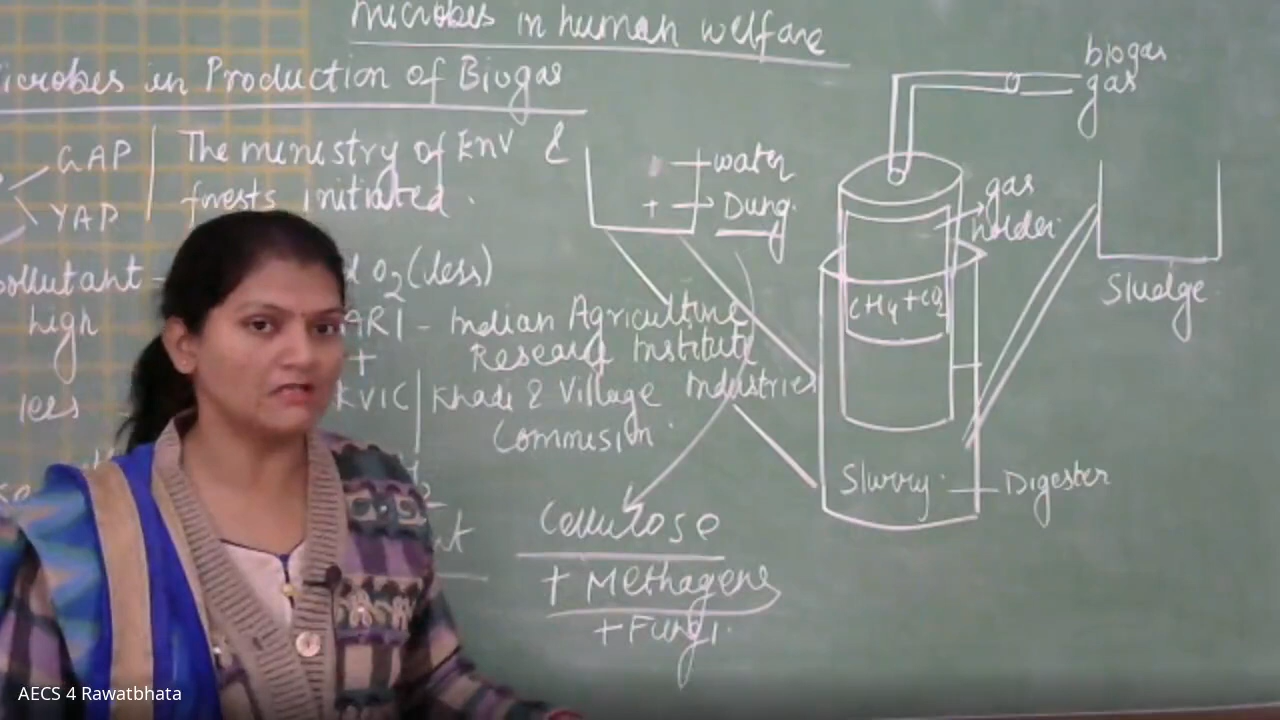 microbes in human welfare
icrobes in Production of Biogas
GAP
YAP
The ministry of Env &
forests initiated.
pollutant -
O2 (less)
high
less
ARI - Indian Agriculture
+ Research Institute
KVIC | Khadi & Village Industries
Commision.
water
+ Dung.
Cellulose
+ Methagens
+ Fungi.
biogas
gas
gas
holder
CH4 + CO2
Slurry
Digester
Sludge
AECS 4 Rawatbhata